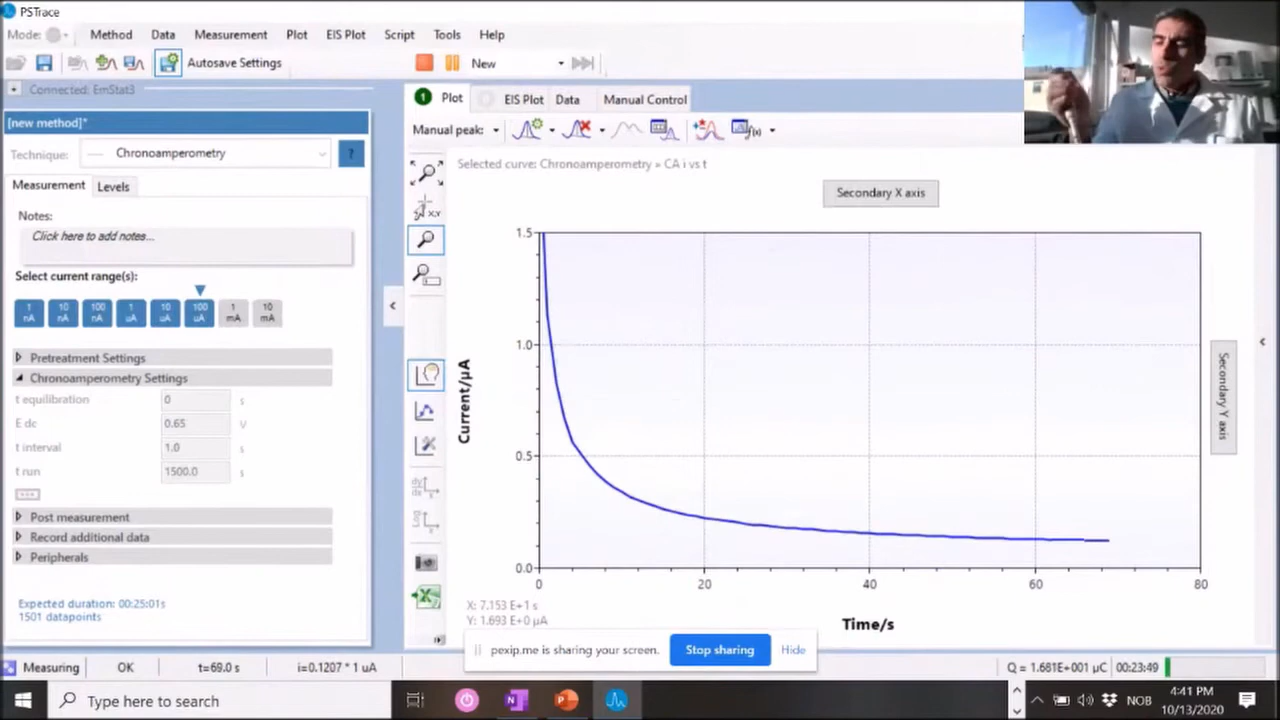 PSTrace
Mode:
Method Data Measurement Plot EIS Plot Script Tools Help
Autosave Settings
New
Connected: EmStat3
[new method]*
Technique: Chronoamperometry ?
Measurement Levels
Notes:
Click here to add notes...
Select current range(s):
1 nA 10 nA 100 nA 1 uA 10 uA 100 uA 1 mA 10 mA
Pretreatment Settings
Chronoamperometry Settings
t equilibration 0 s
E dc 0.65 V
t interval 1.0 s
t run 1500.0 s
Post measurement
Record additional data
Peripherals
Expected duration: 00:25:01s
1501 datapoints
1 Plot EIS Plot Data Manual Control
Manual peak:
Selected curve: Chronoamperometry » CA i vs t
Secondary X axis
1.5
1.0
0.5
0.0
Current/µA
Secondary Y axis
0 20 40 60 80
X: 7.153 E+1 s
Y: 1.693 E+0 µA
Time/s
pexip.me is sharing your screen. Stop sharing Hide
Measuring OK t=69.0 s i=0.1207 * 1 uA Q = 1.681E+001 µC 00:23:49
Type here to search
NOB
4:41 PM
10/13/2020